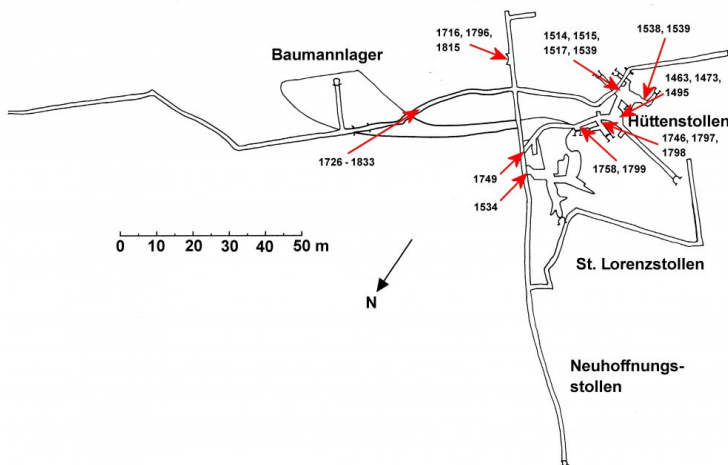 1716, 1796,
1815
1514, 1515,
1517, 1539
1538, 1539
Baumannlager
1463, 1473,
1495
Hüttenstollen
1726 - 1833
1746, 1797,
1798
1758, 1799
1749
1534
0 10 20 30 40 50 m
St. Lorenzstollen
N
Neuhoffnungs-
stollen